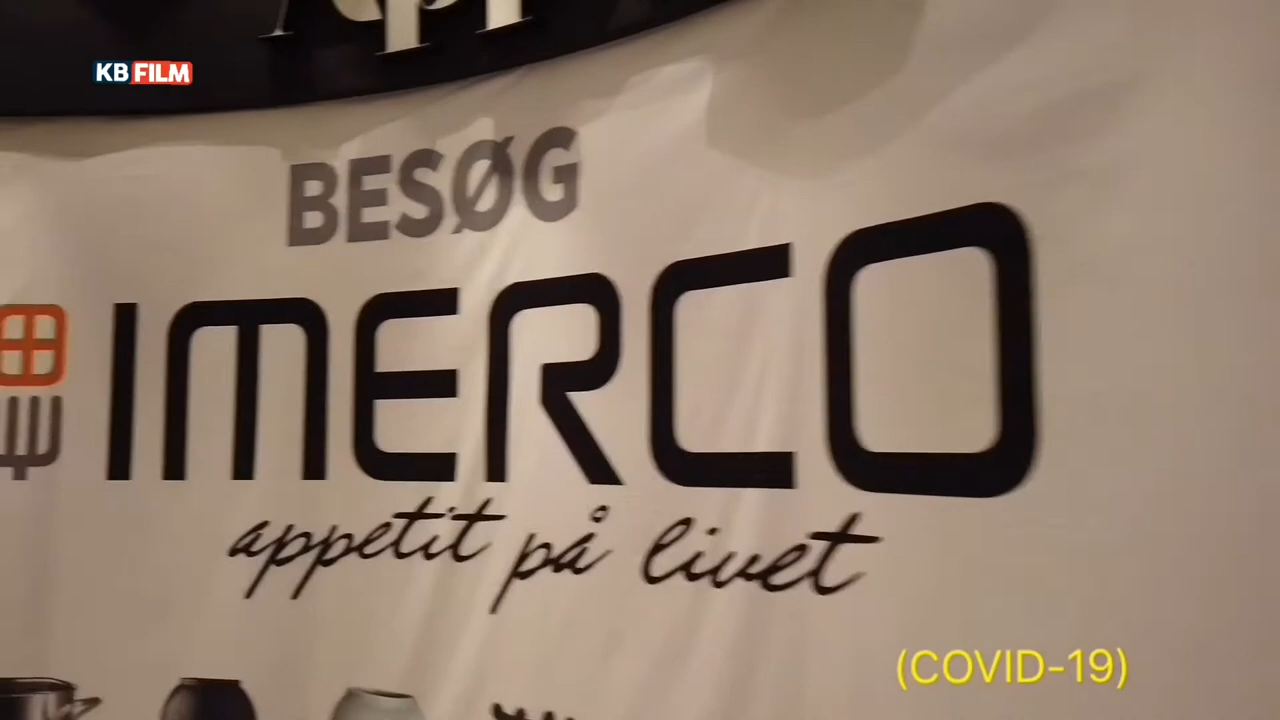 KB FILM
BESØG
IMERCO
appetit på livet
(COVID-19)